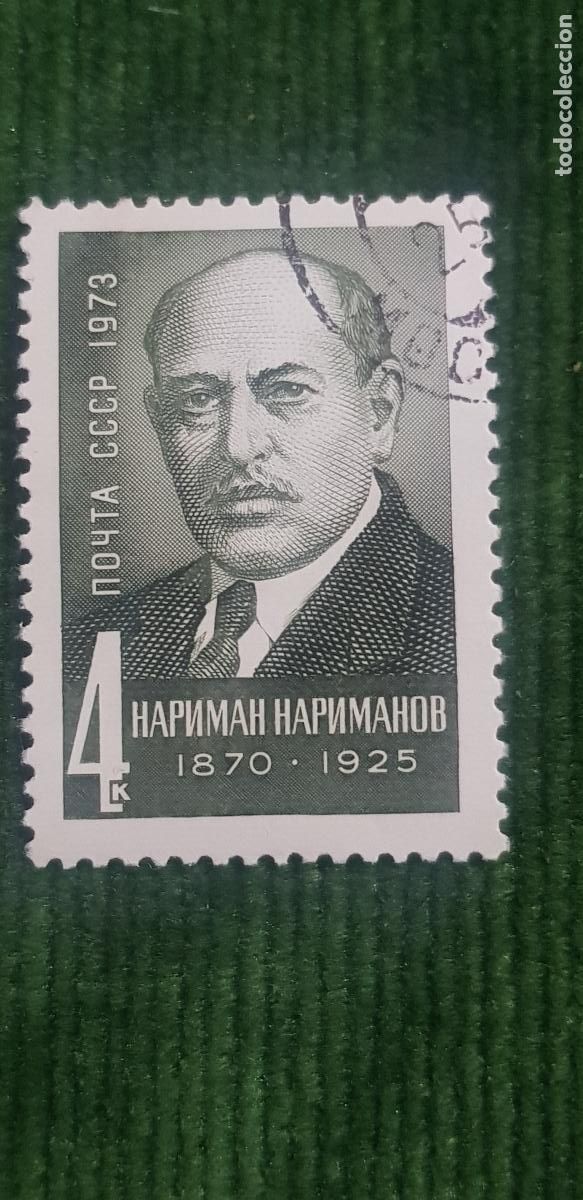 todocoleccion
ПОЧТА СССР 1973
4к
НАРИМАН НАРИМАНОВ
1870 · 1925